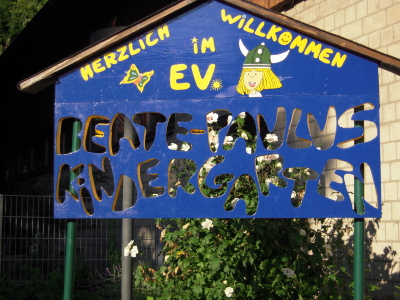 HERZLICH im WillKOMMEN
EV.
BEATE-PAULUS
KiNDERGARTEN